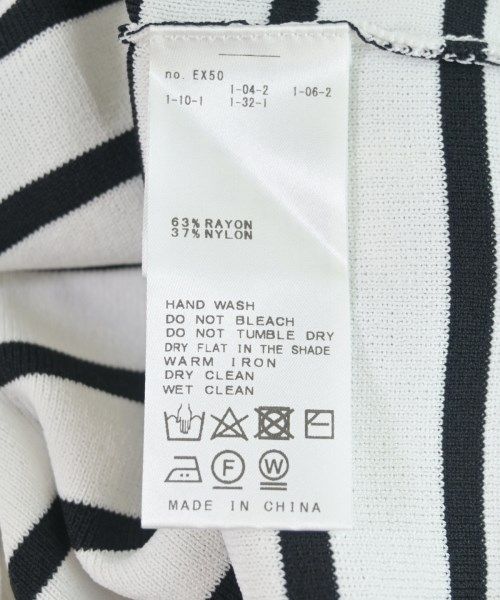 no. EX50
1-04-2 1-06-2
1-10-1 1-32-1
63% RAYON
37% NYLON
HAND WASH
DO NOT BLEACH
DO NOT TUMBLE DRY
DRY FLAT IN THE SHADE
WARM IRON
DRY CLEAN
WET CLEAN
F W
MADE IN CHINA